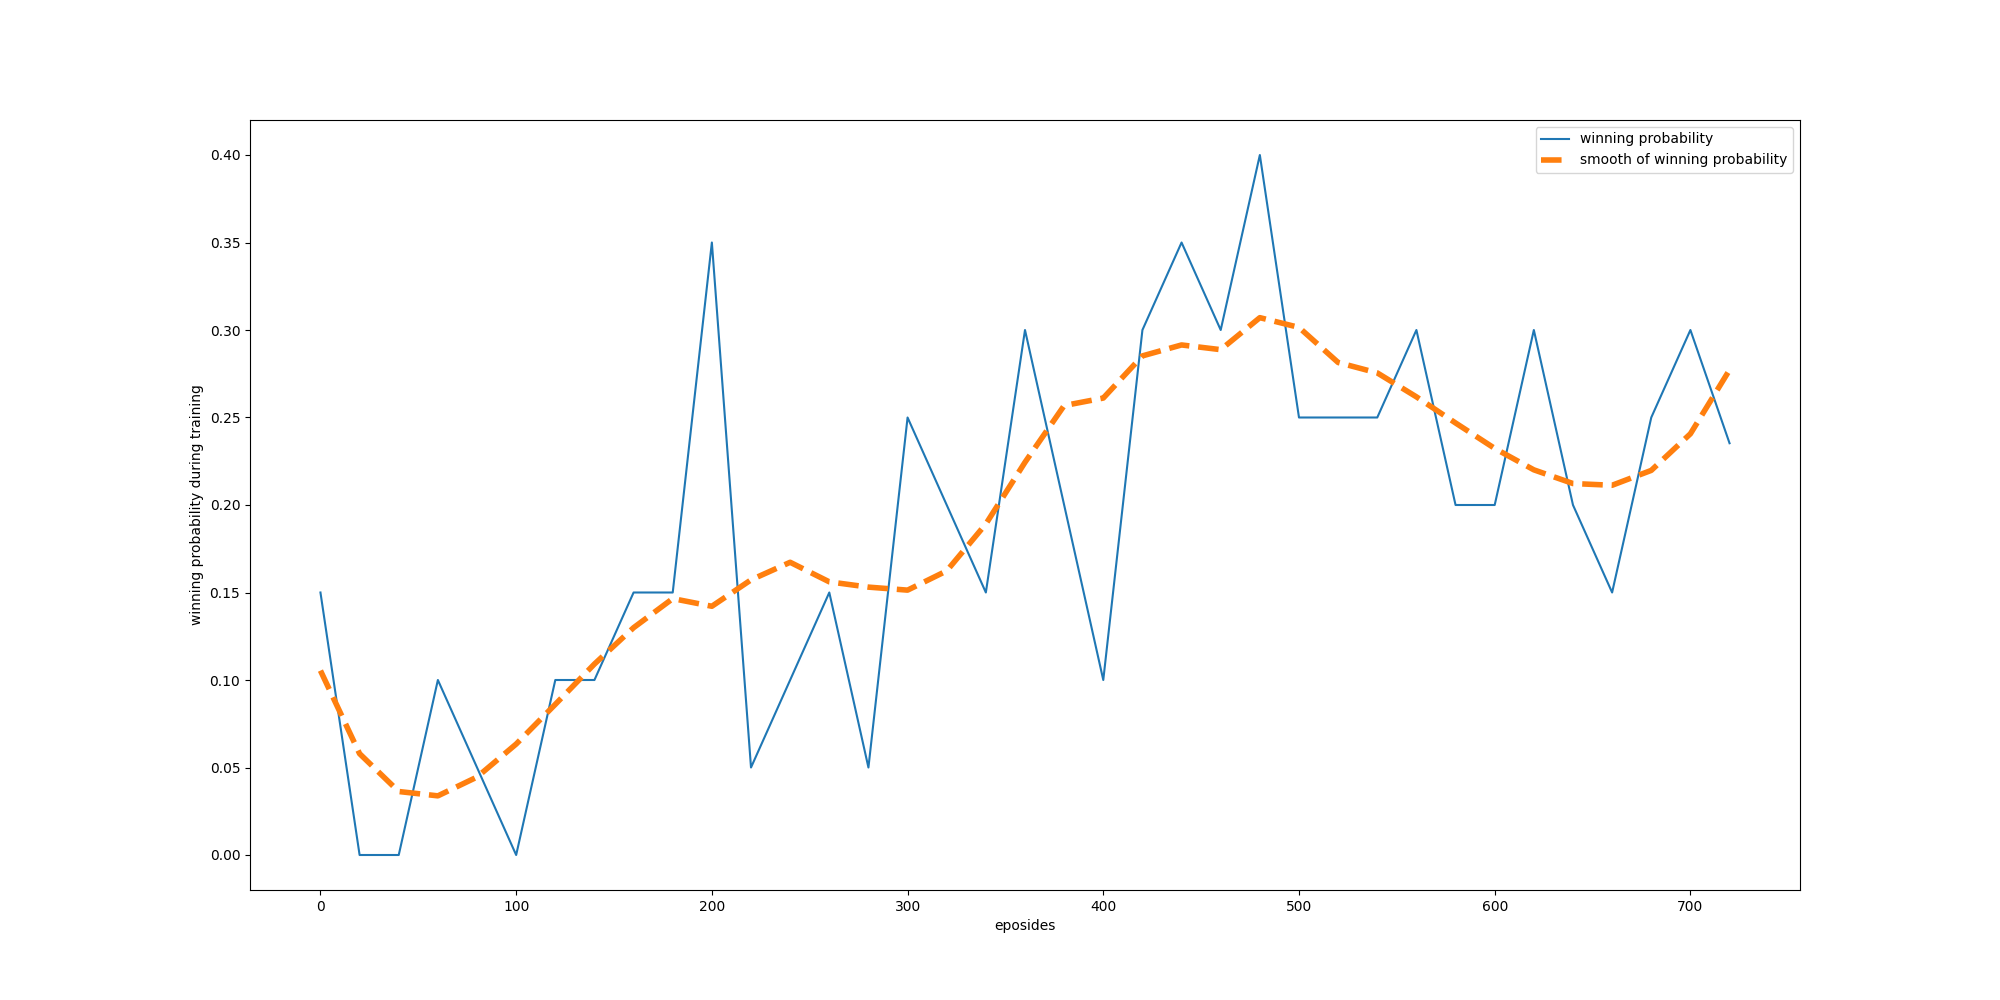 winning probability
smooth of winning probability
0.40
0.35
0.30
0.25
0.20
0.15
0.10
0.05
0.00
winning probability during training
0 100 200 300 400 500 600 700
eposides